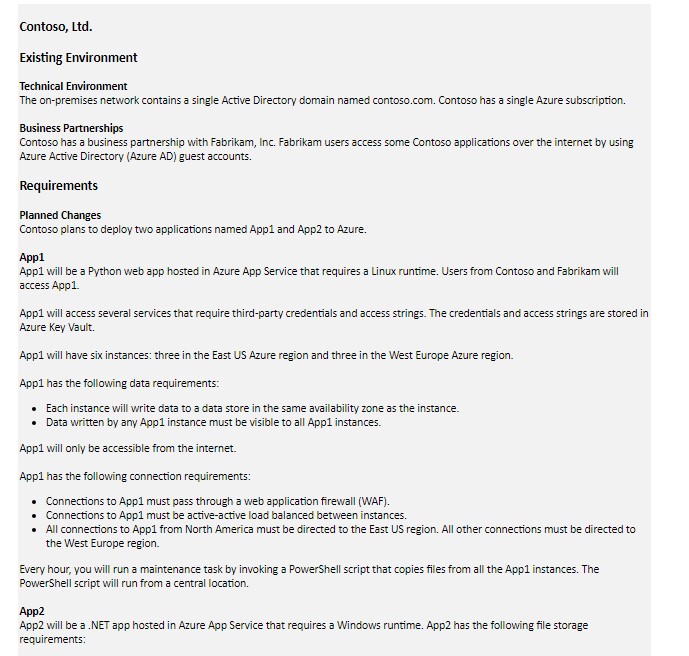 Contoso, Ltd.
Existing Environment
Technical Environment
The on-premises network contains a single Active Directory domain named contoso.com. Contoso has a single Azure subscription.
Business Partnerships
Contoso has a business partnership with Fabrikam, Inc. Fabrikam users access some Contoso applications over the internet by using
Azure Active Directory (Azure AD) guest accounts.
Requirements
Planned Changes
Contoso plans to deploy two applications named App1 and App2 to Azure.
App1
App1 will be a Python web app hosted in Azure App Service that requires a Linux runtime. Users from Contoso and Fabrikam will
access App1.
App1 will access several services that require third-party credentials and access strings. The credentials and access strings are stored in
Azure Key Vault.
App1 will have six instances: three in the East US Azure region and three in the West Europe Azure region.
App1 has the following data requirements:
• Each instance will write data to a data store in the same availability zone as the instance.
• Data written by any App1 instance must be visible to all App1 instances.
App1 will only be accessible from the internet.
App1 has the following connection requirements:
• Connections to App1 must pass through a web application firewall (WAF).
• Connections to App1 must be active-active load balanced between instances.
• All connections to App1 from North America must be directed to the East US region. All other connections must be directed to
the West Europe region.
Every hour, you will run a maintenance task by invoking a PowerShell script that copies files from all the App1 instances. The
PowerShell script will run from a central location.
App2
App2 will be a .NET app hosted in Azure App Service that requires a Windows runtime. App2 has the following file storage
requirements: